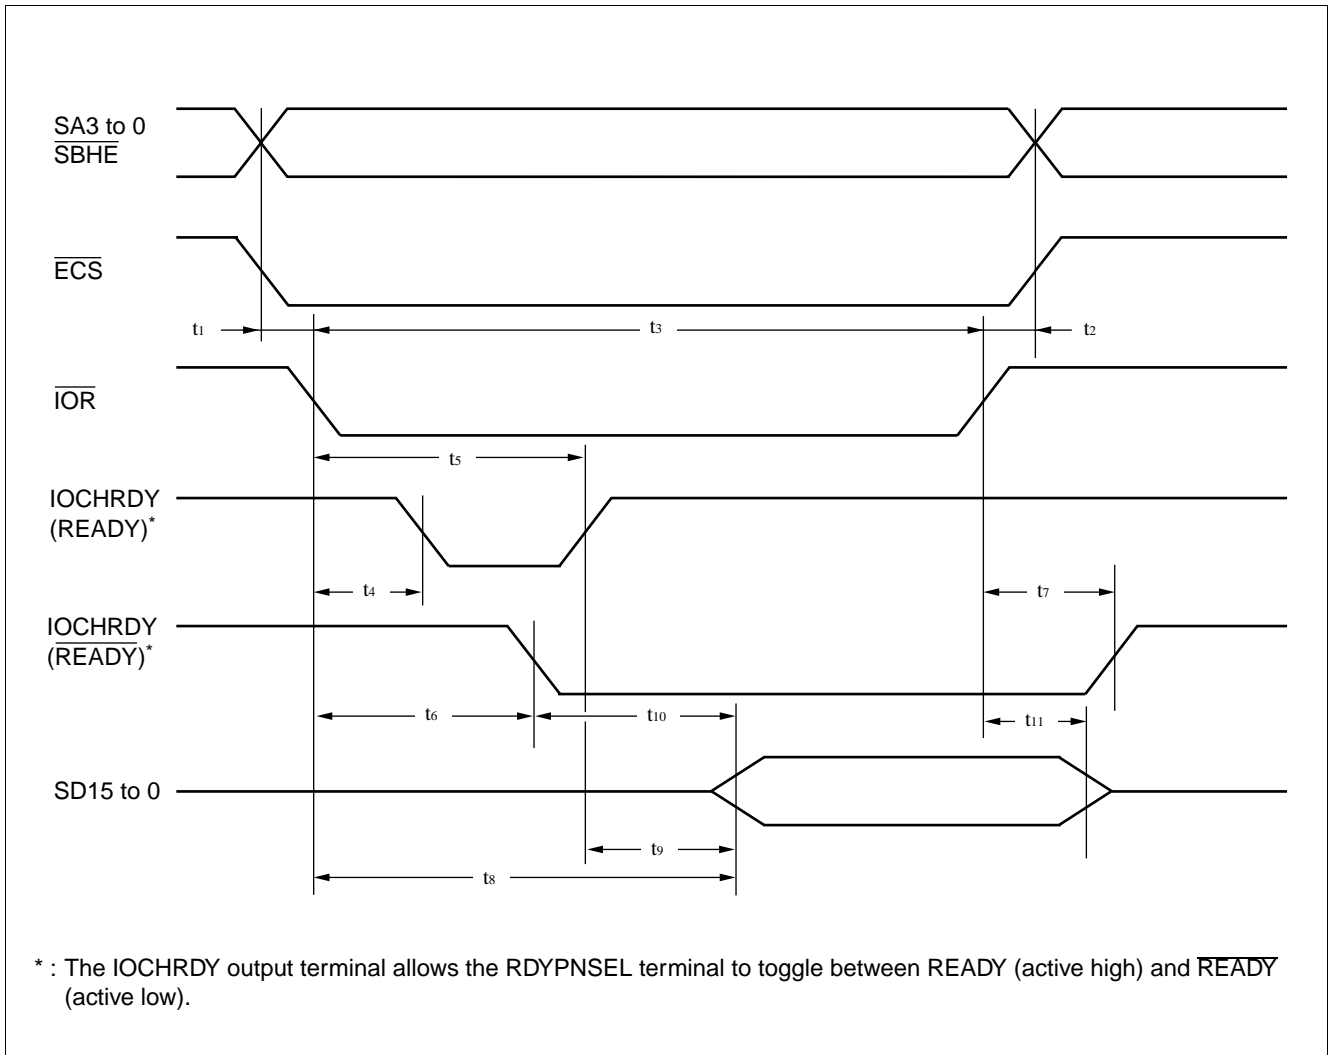 SA3 to 0
SBHE
ECS
t1
t3
t2
IOR
t5
IOCHRDY
(READY)*
t4
t7
IOCHRDY
(READY)*
t6
t10
t11
SD15 to 0
t9
t8
* : The IOCHRDY output terminal allows the RDYPNSEL terminal to toggle between READY (active high) and READY
(active low).